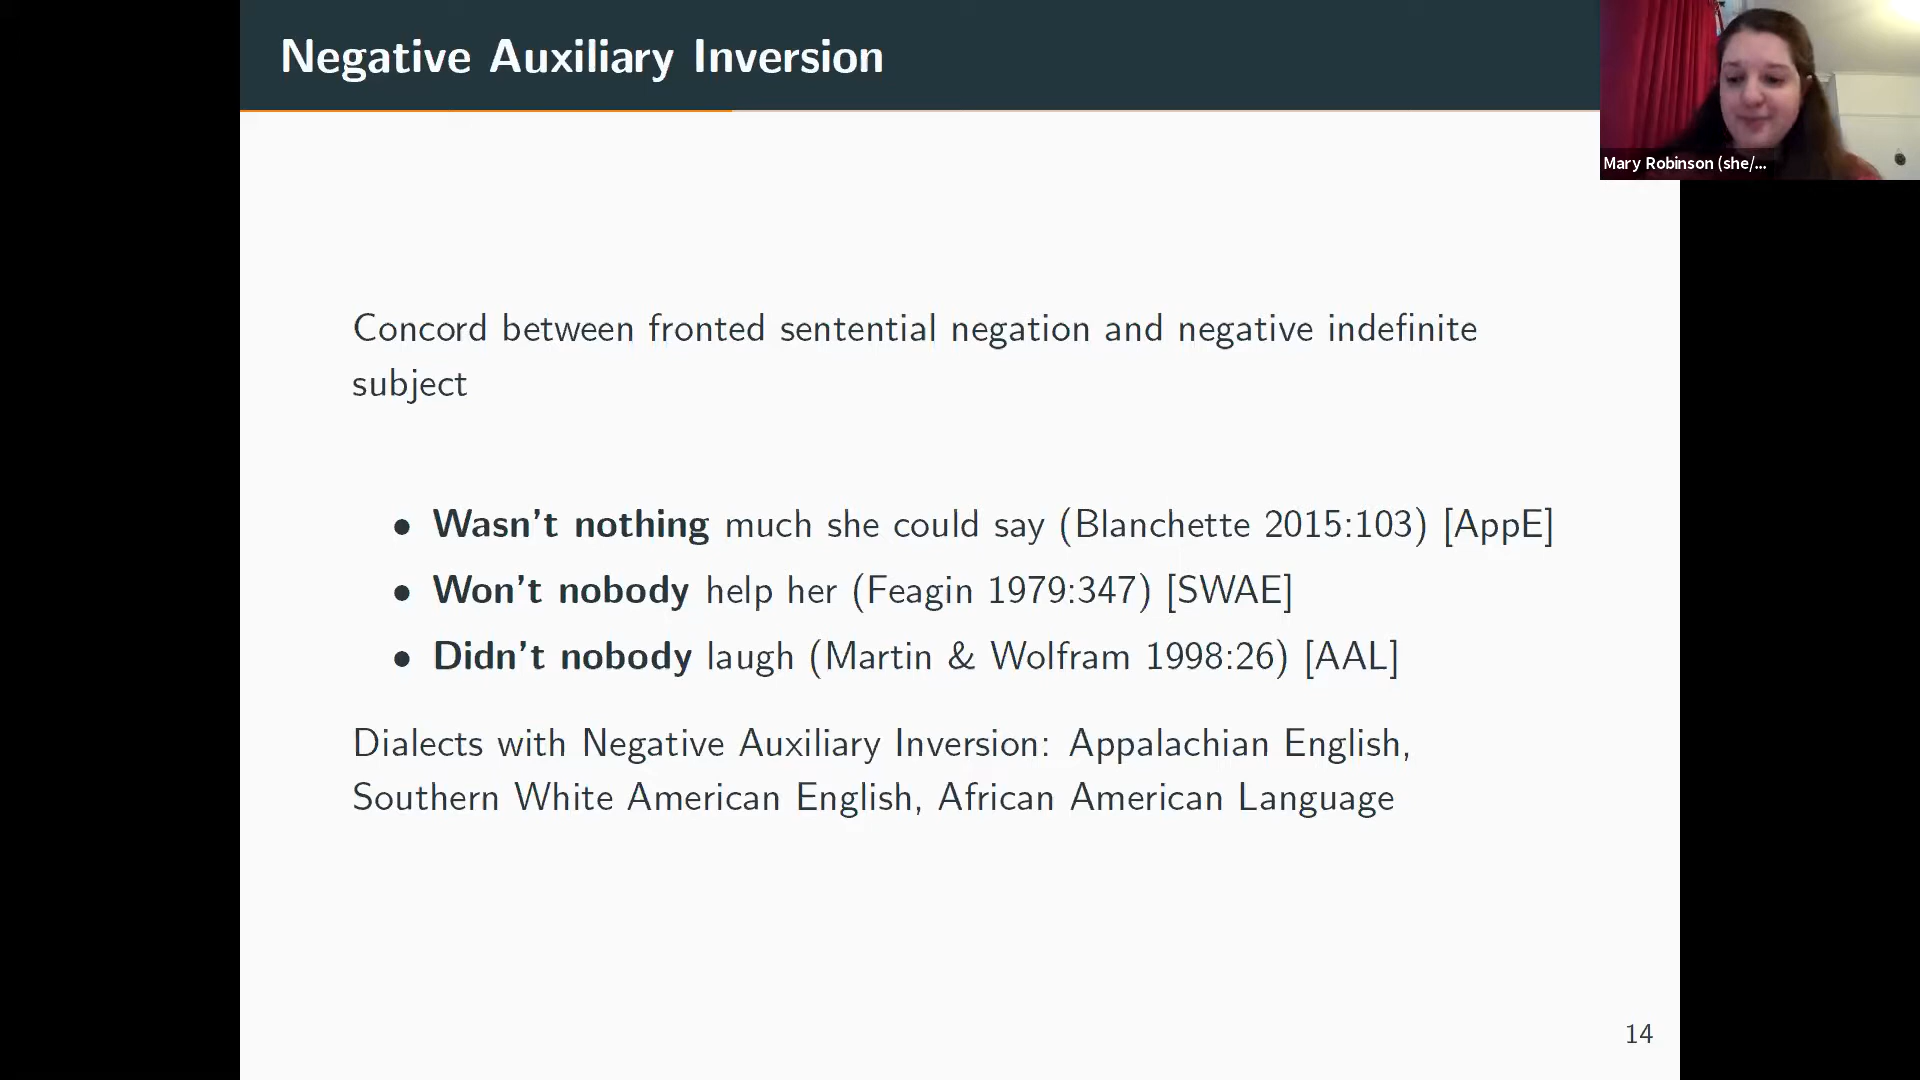 Negative Auxiliary Inversion
Mary Robinson (she/...
Concord between fronted sentential negation and negative indefinite
subject
• Wasn't nothing much she could say (Blanchette 2015:103) [AppE]
• Won't nobody help her (Feagin 1979:347) [SWAE]
• Didn't nobody laugh (Martin & Wolfram 1998:26) [AAL]
Dialects with Negative Auxiliary Inversion: Appalachian English,
Southern White American English, African American Language
14